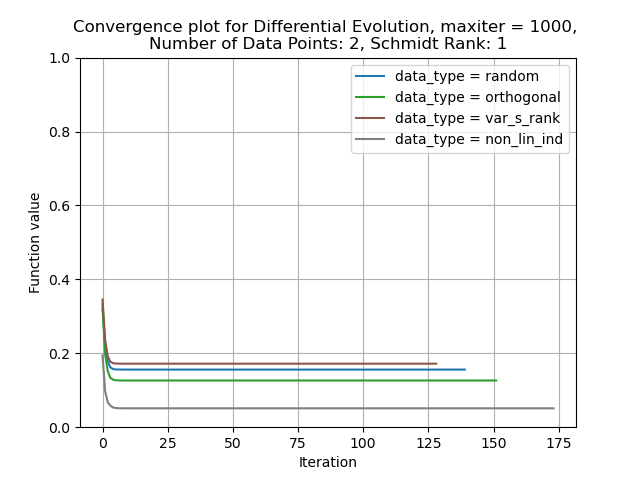 Convergence plot for Differential Evolution, maxiter = 1000,
Number of Data Points: 2, Schmidt Rank: 1
data_type = random
data_type = orthogonal
data_type = var_s_rank
data_type = non_lin_ind
Function value
1.0
0.8
0.6
0.4
0.2
0.0
0 25 50 75 100 125 150 175
Iteration